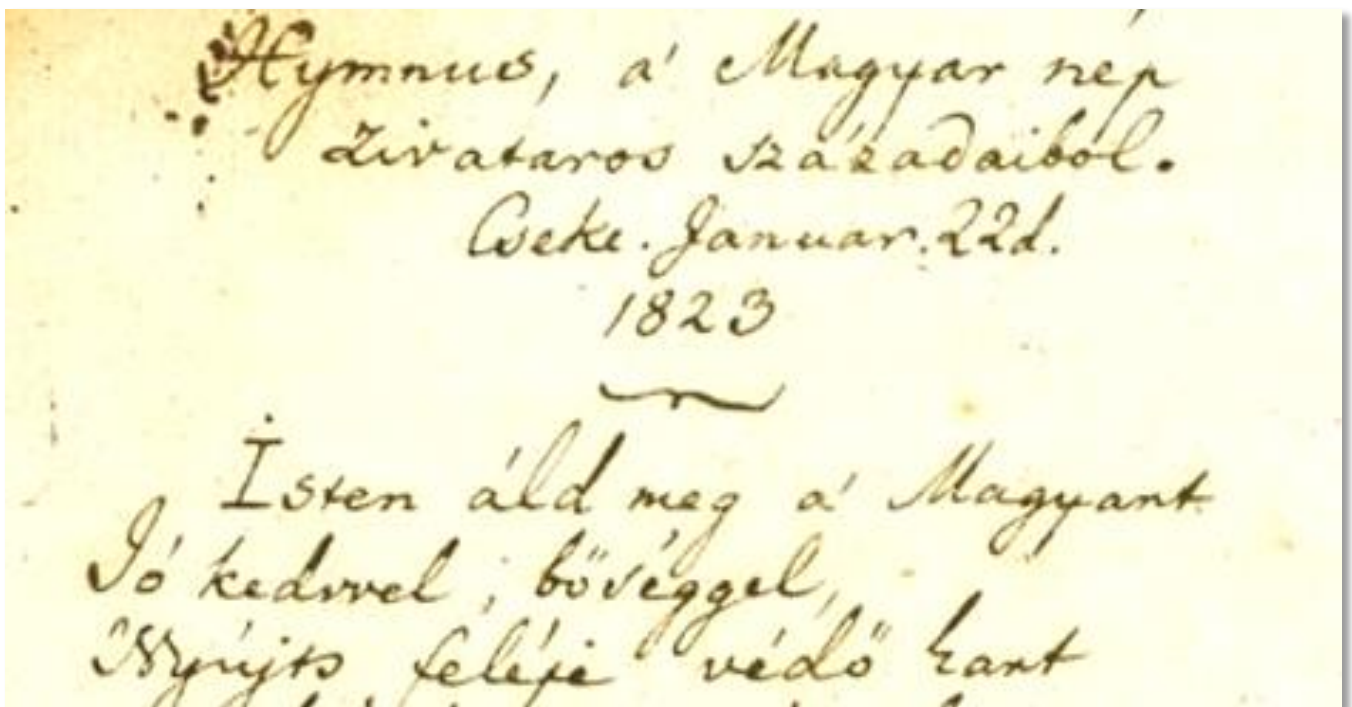 Hymnus, a' Magyar nép
zivataros századaiból.
Cseke. Januar. 22d.
1823
Isten áld meg a' Magyart
Jó kedvvel, bőséggel,
Nyújts feléje védő kart